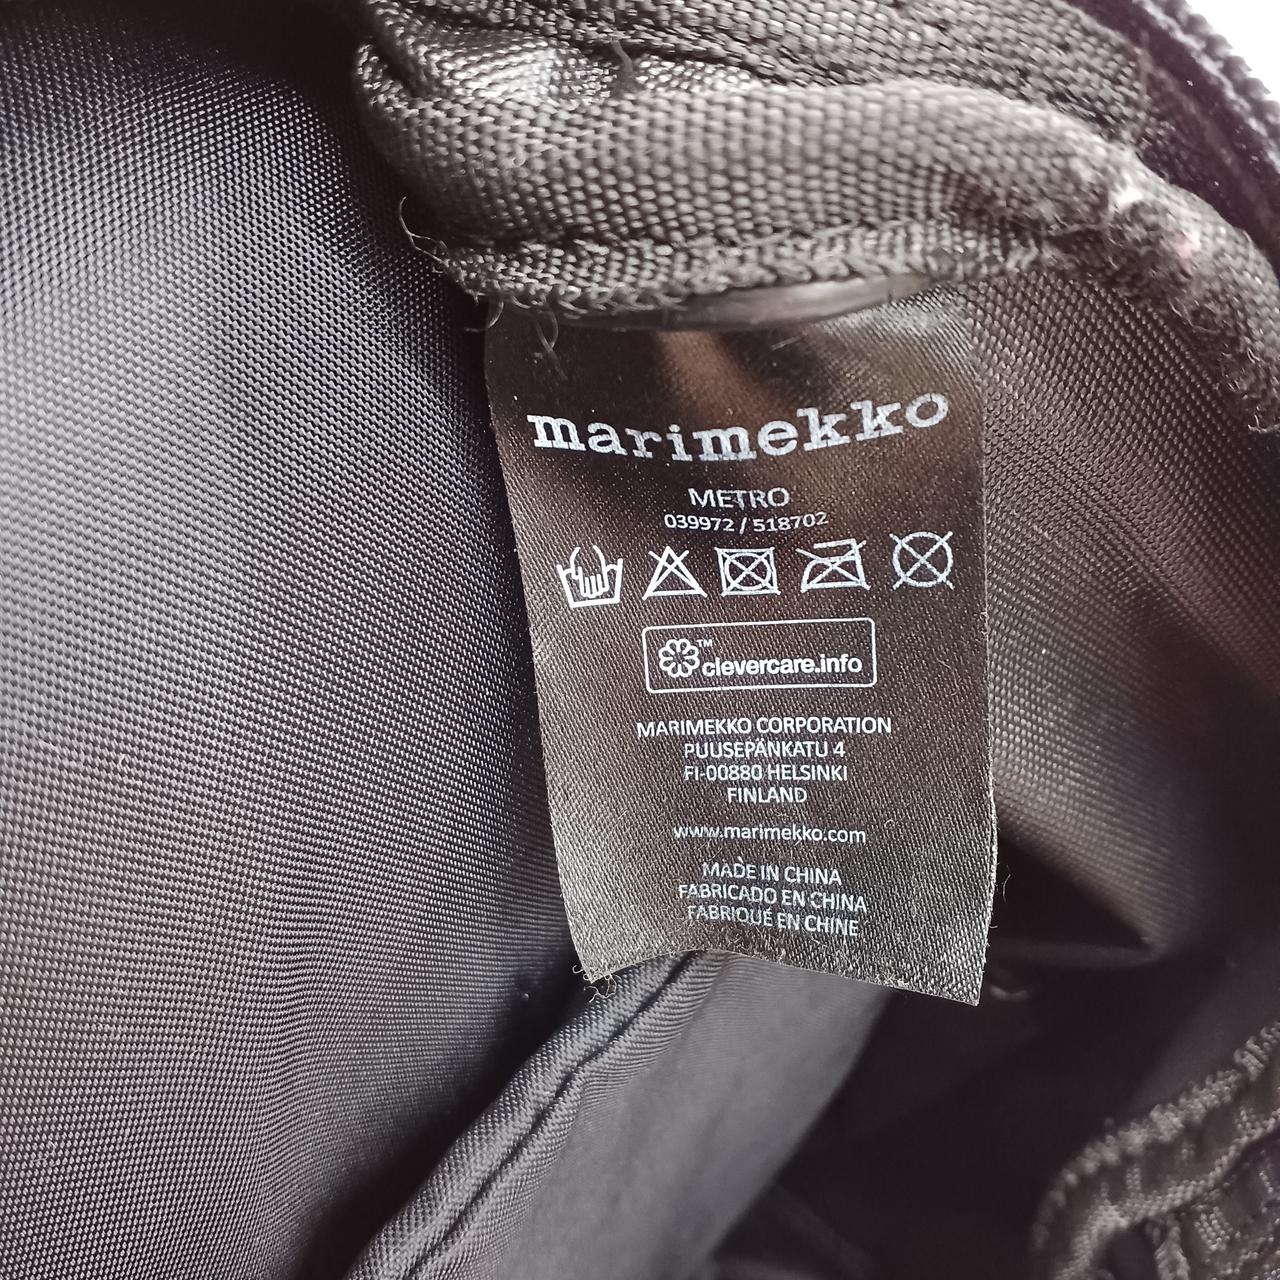 marimekko
METRO
039972 / 518702
™
clevercare.info
MARIMEKKO CORPORATION
PUUSEPÄNKATU 4
FI-00880 HELSINKI
FINLAND
www.marimekko.com
MADE IN CHINA
FABRICADO EN CHINA
FABRIQUÉ EN CHINE